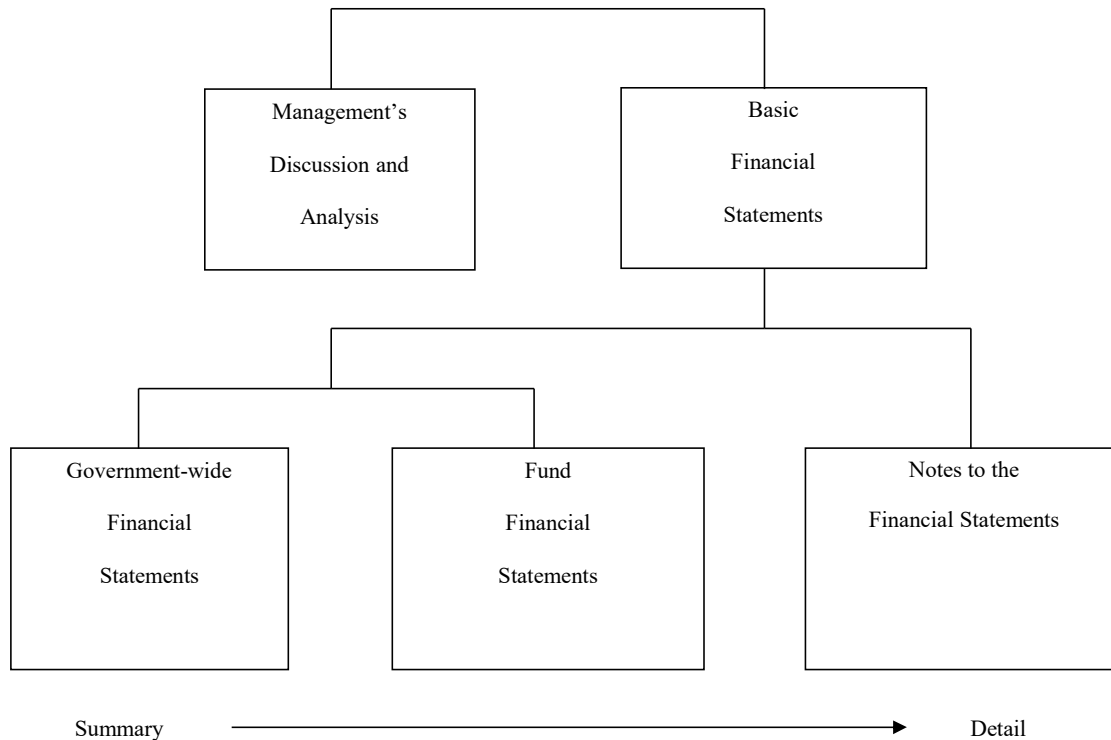 Management’s
Discussion and
Analysis
Basic
Financial
Statements
Government-wide
Financial
Statements
Fund
Financial
Statements
Notes to the
Financial Statements
Summary
Detail